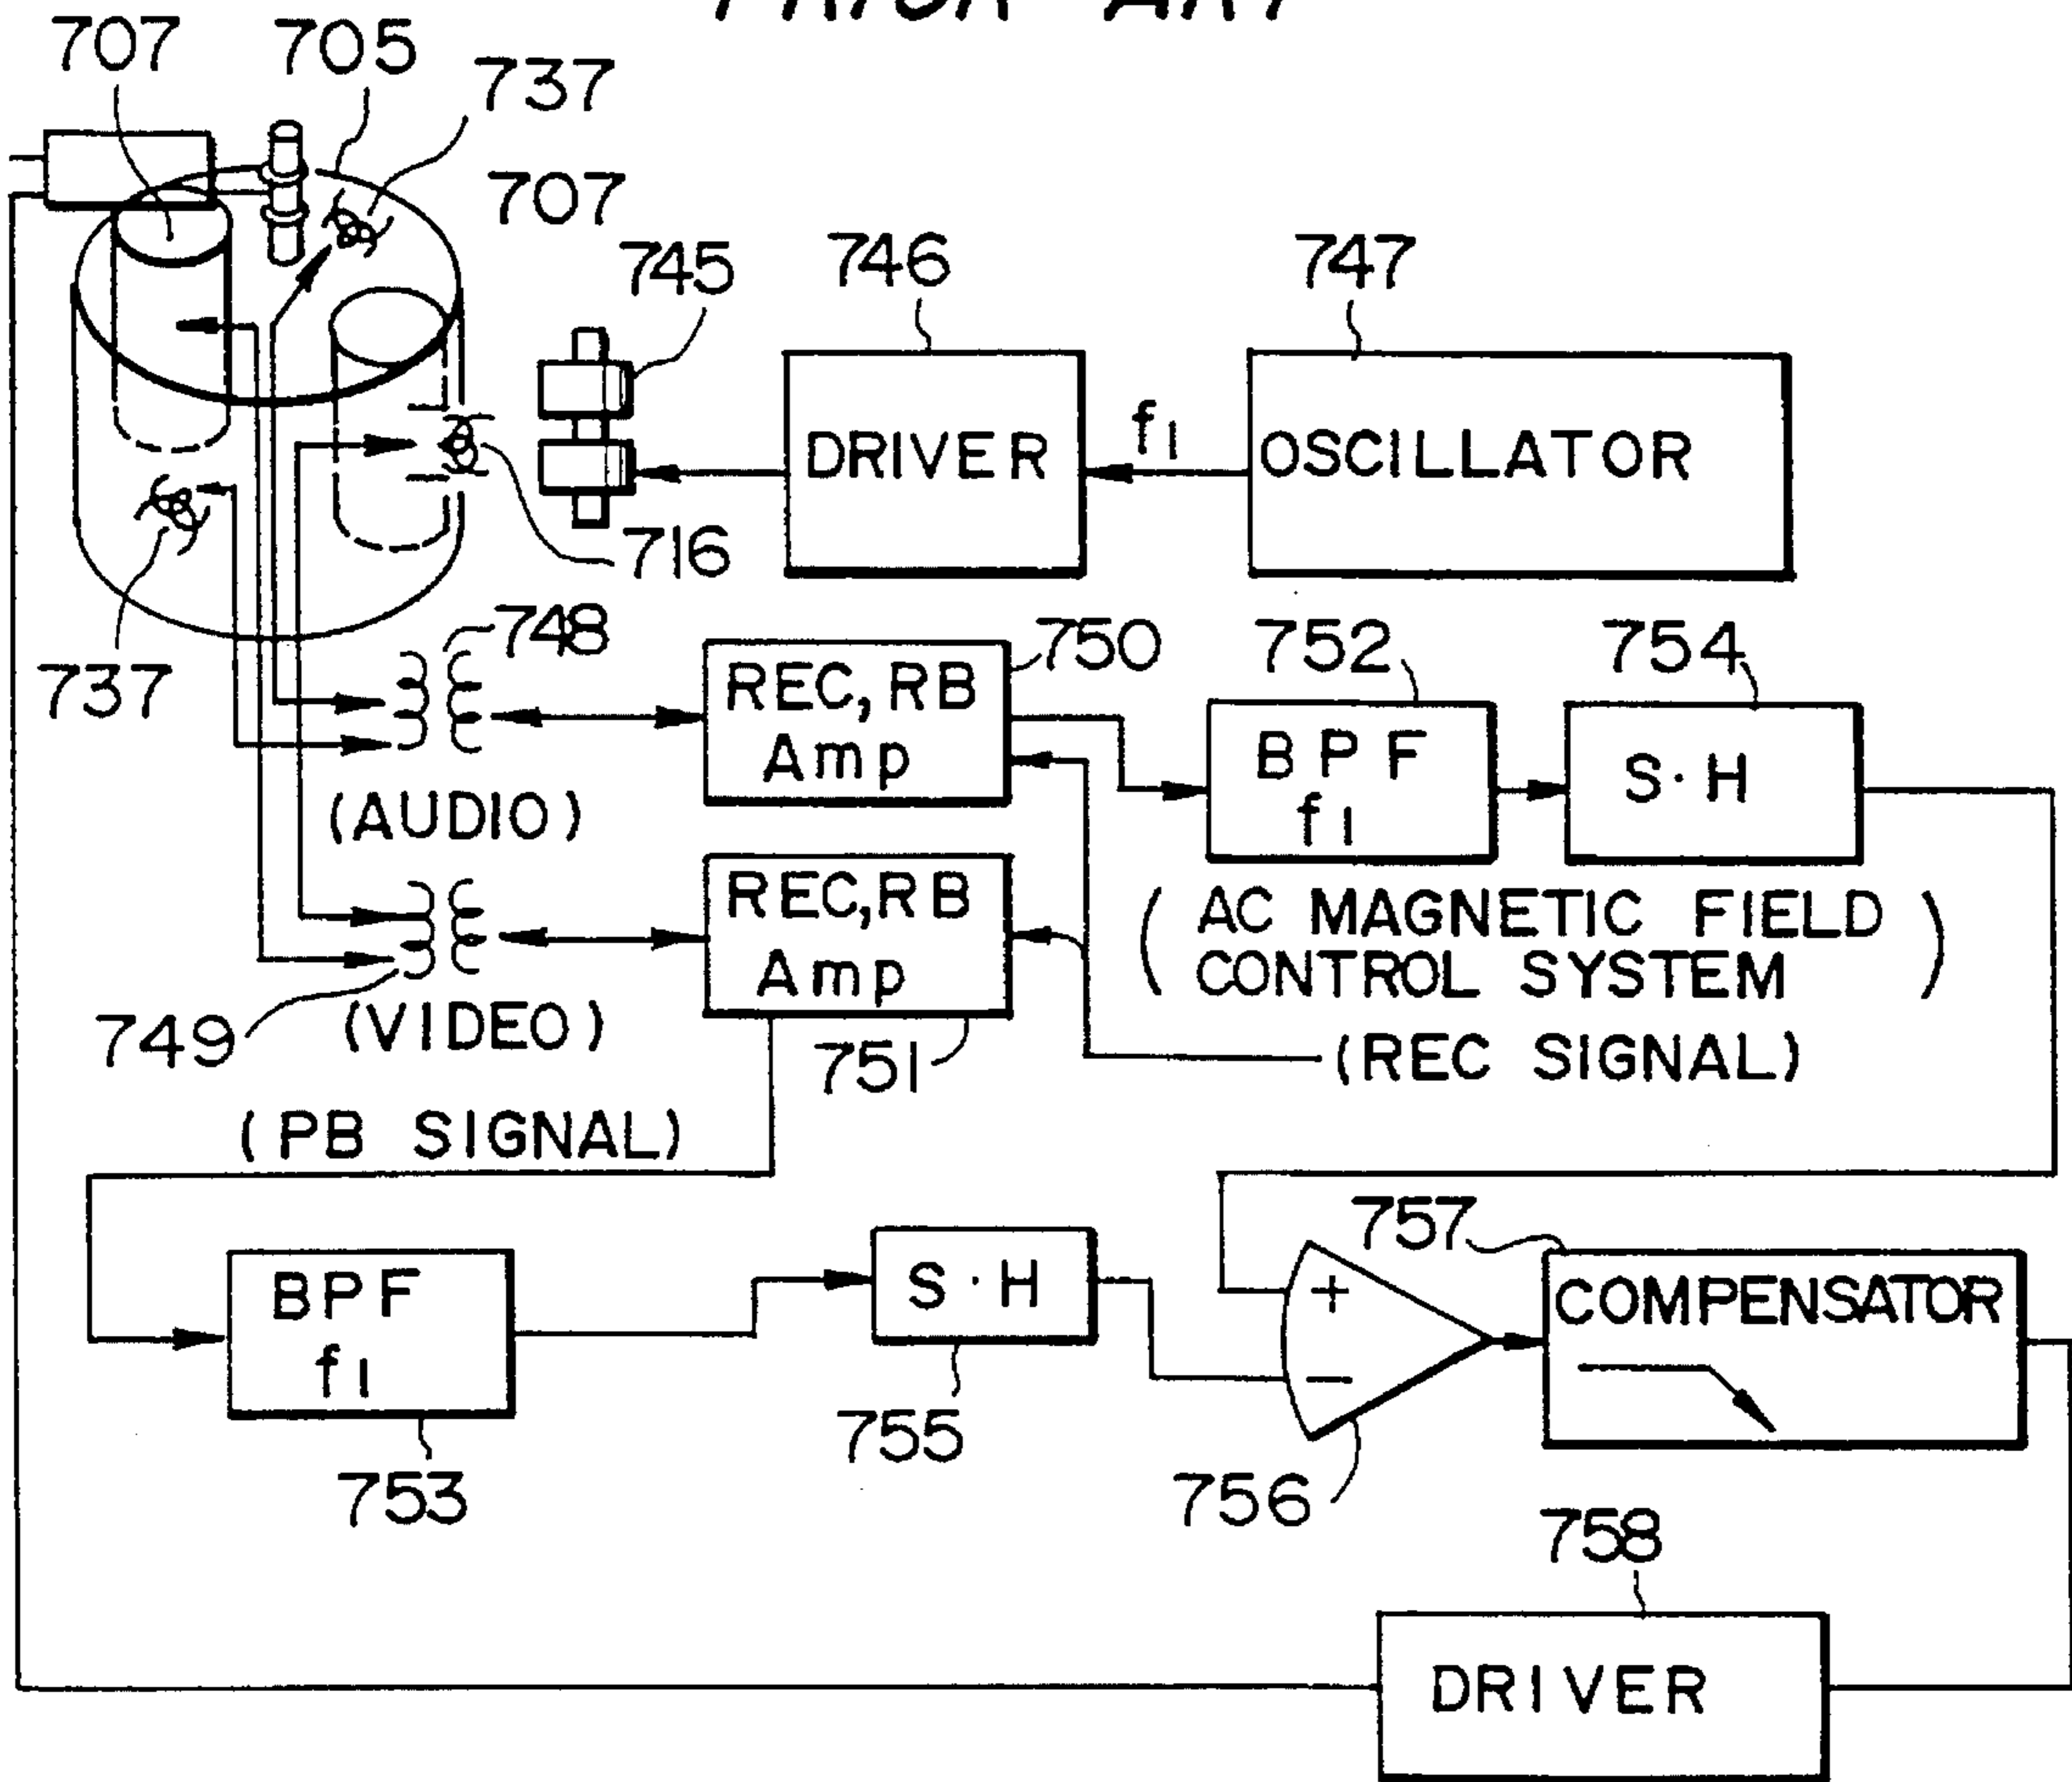 PRIOR ART
707
705
737
707
745
746
747
DRIVER
f1
OSCILLATOR
716
737
748
750
752
754
REC, RB
Amp
BPF
f1
S·H
(AUDIO)
REC, RB
Amp
(AC MAGNETIC FIELD
CONTROL SYSTEM)
749
(VIDEO)
751
(REC SIGNAL)
(PB SIGNAL)
757
BPF
f1
S·H
+
−
COMPENSATOR
753
755
756
758
DRIVER